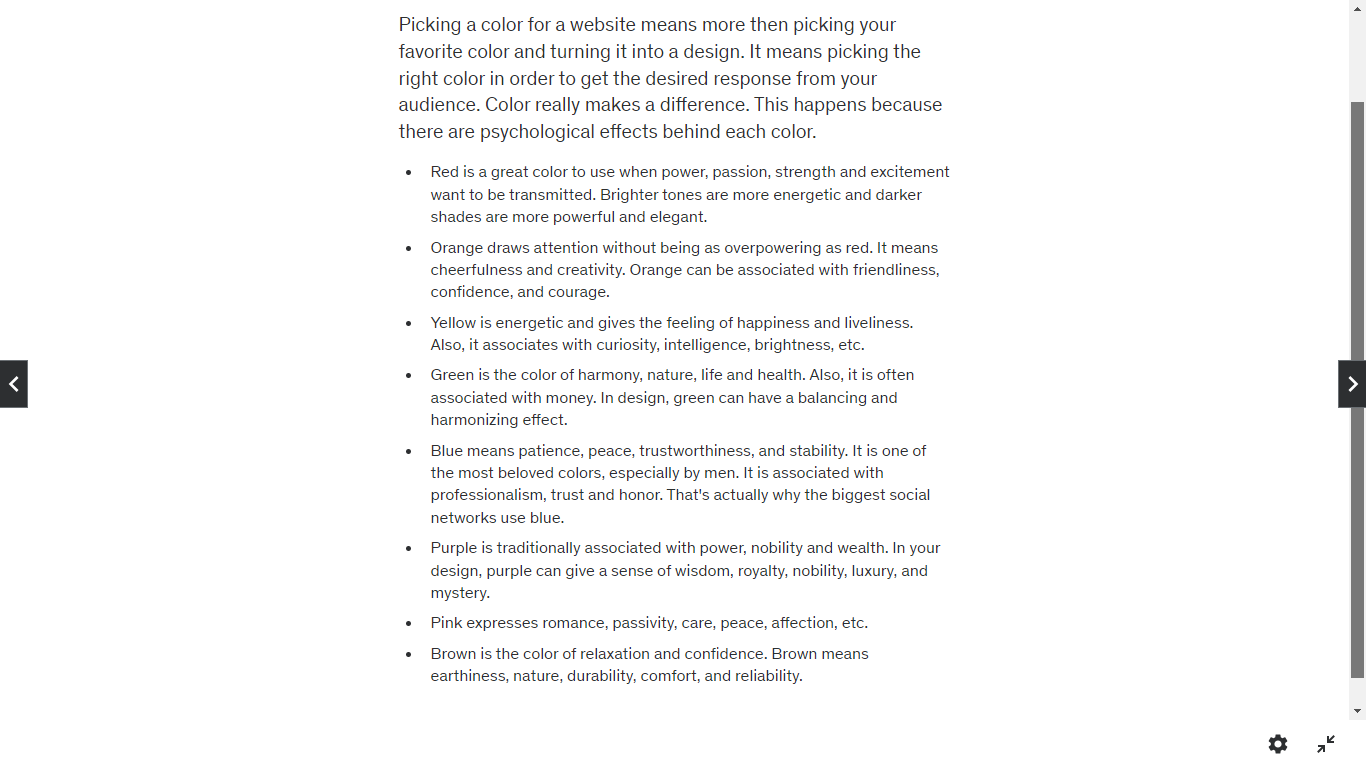 Picking a color for a website means more then picking your
favorite color and turning it into a design. It means picking the
right color in order to get the desired response from your
audience. Color really makes a difference. This happens because
there are psychological effects behind each color.
• Red is a great color to use when power, passion, strength and excitement
want to be transmitted. Brighter tones are more energetic and darker
shades are more powerful and elegant.
• Orange draws attention without being as overpowering as red. It means
cheerfulness and creativity. Orange can be associated with friendliness,
confidence, and courage.
• Yellow is energetic and gives the feeling of happiness and liveliness.
Also, it associates with curiosity, intelligence, brightness, etc.
• Green is the color of harmony, nature, life and health. Also, it is often
associated with money. In design, green can have a balancing and
harmonizing effect.
• Blue means patience, peace, trustworthiness, and stability. It is one of
the most beloved colors, especially by men. It is associated with
professionalism, trust and honor. That's actually why the biggest social
networks use blue.
• Purple is traditionally associated with power, nobility and wealth. In your
design, purple can give a sense of wisdom, royalty, nobility, luxury, and
mystery.
• Pink expresses romance, passivity, care, peace, affection, etc.
• Brown is the color of relaxation and confidence. Brown means
earthiness, nature, durability, comfort, and reliability.